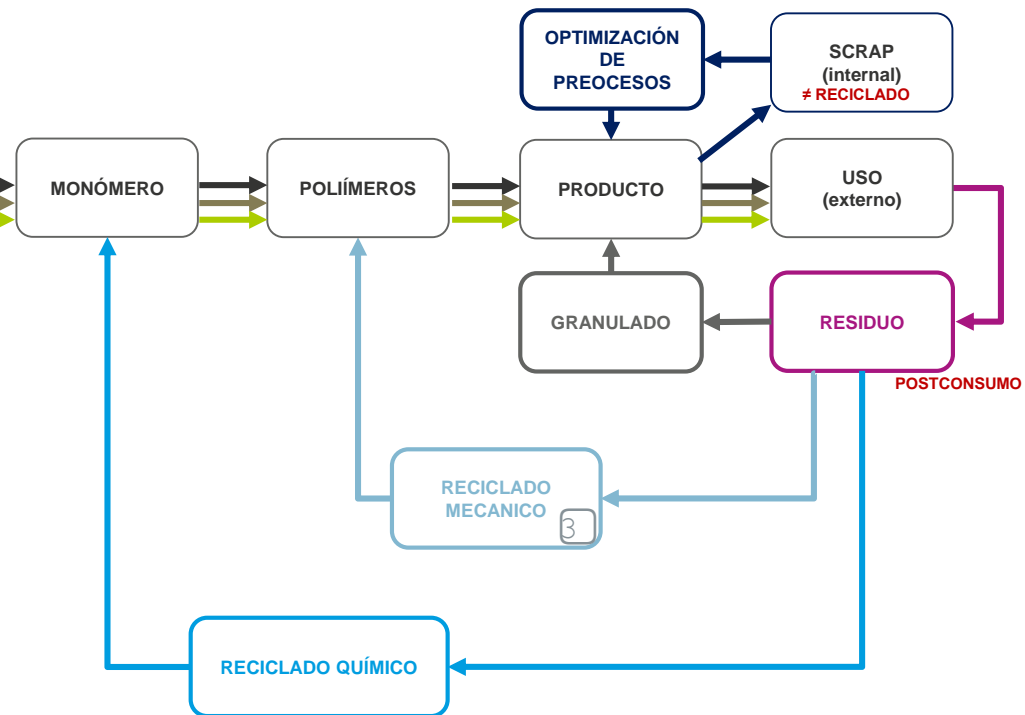 OPTIMIZACIÓN
DE
PREOCESOS
SCRAP
(internal)
≠ RECICLADO
MONÓMERO
POLIÍMEROS
PRODUCTO
USO
(externo)
GRANULADO
RESIDUO
POSTCONSUMO
RECICLADO
MECANICO
3
RECICLADO QUÍMICO